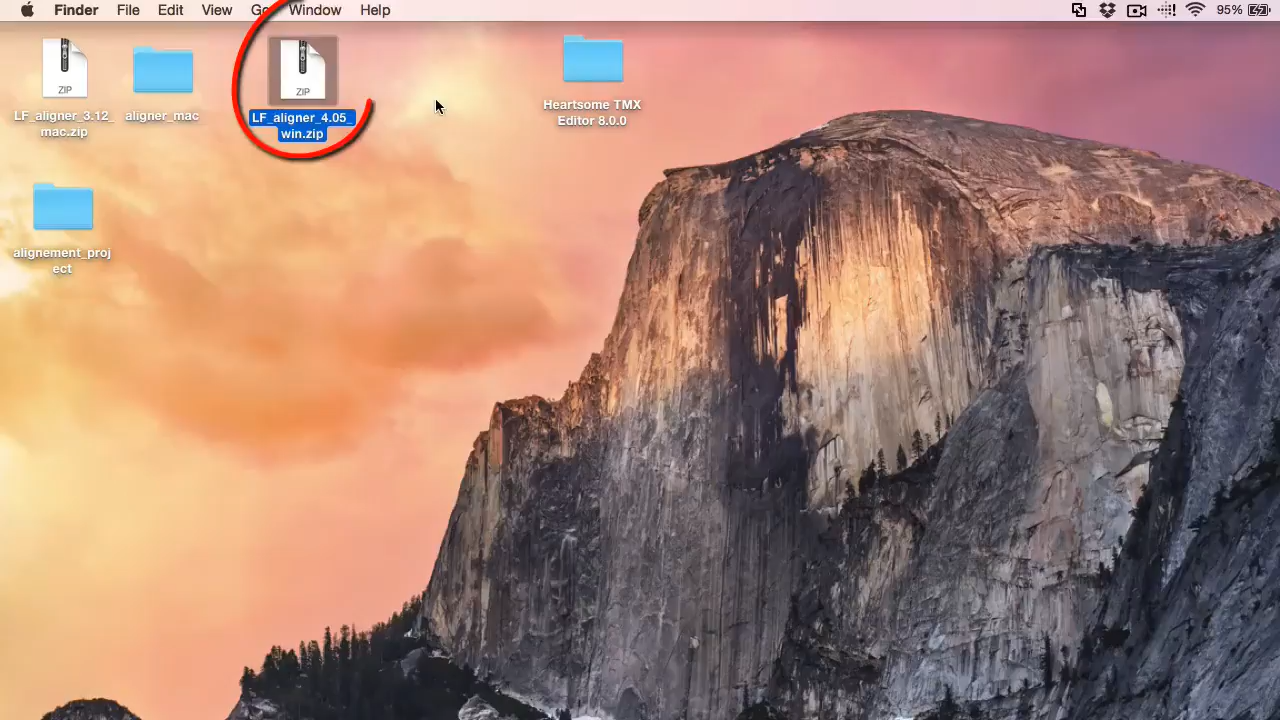 Finder File Edit View Go Window Help 95%
ZIP
LF_aligner_3.12_
mac.zip
aligner_mac
ZIP
LF_aligner_4.05_
win.zip
Heartsome TMX
Editor 8.0.0
alignement_proj
ect